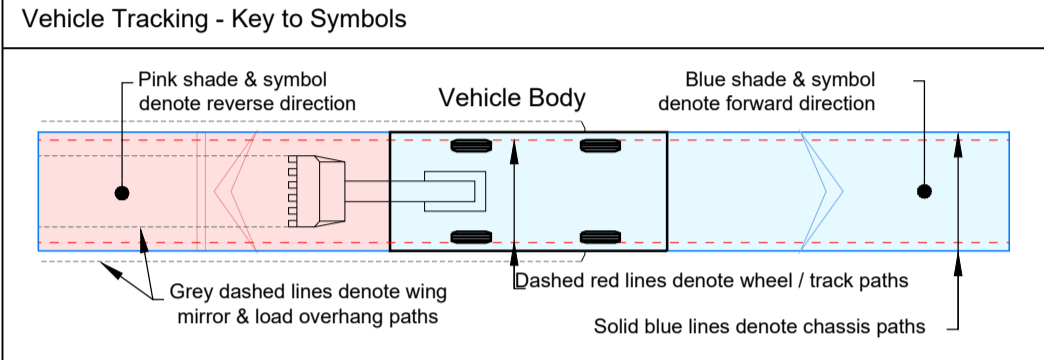 Vehicle Tracking - Key to Symbols
Pink shade & symbol
denote reverse direction
Vehicle Body
Blue shade & symbol
denote forward direction
Dashed red lines denote wheel / track paths
Grey dashed lines denote wing
mirror & load overhang paths
Solid blue lines denote chassis paths